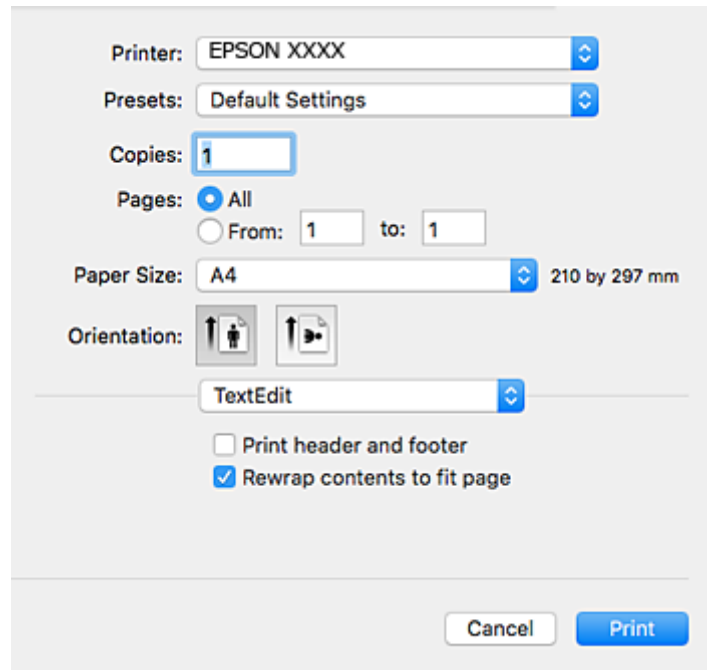 Printer: EPSON XXXX
Presets: Default Settings
Copies: 1
Pages: All
From: 1 to: 1
Paper Size: A4 210 by 297 mm
Orientation:
TextEdit
Print header and footer
Rewrap contents to fit page
Cancel Print